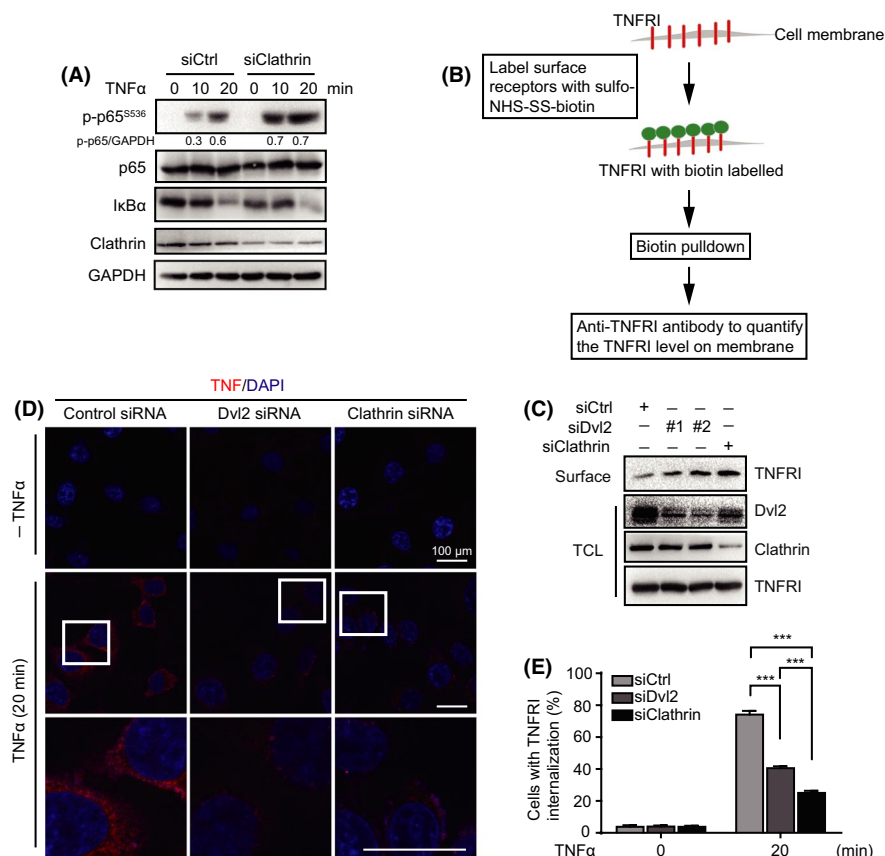 (A)
siCtrl siClathrin
TNFα 0 10 20 0 10 20 min
p-p65S536
p-p65/GAPDH 0.3 0.6 0.7 0.7
p65
IκBα
Clathrin
GAPDH
(B)
TNFRI
Cell membrane
Label surface
receptors with sulfo-
NHS-SS-biotin
TNFRI with biotin labelled
Biotin pulldown
Anti-TNFRI antibody to quantify
the TNFRI level on membrane
(C)
siCtrl + – – –
siDvl2 – #1 #2 –
siClathrin – – – +
Surface TNFRI
TCL
Dvl2
Clathrin
TNFRI
(D)
TNF/DAPI
Control siRNA Dvl2 siRNA Clathrin siRNA
– TNFα
100 μm
TNFα (20 min)
(E)
Cells with TNFRI
internalization (%)
100
80
60
40
20
0
siCtrl
siDvl2
siClathrin
***
*** ***
TNFα 0 20 (min)